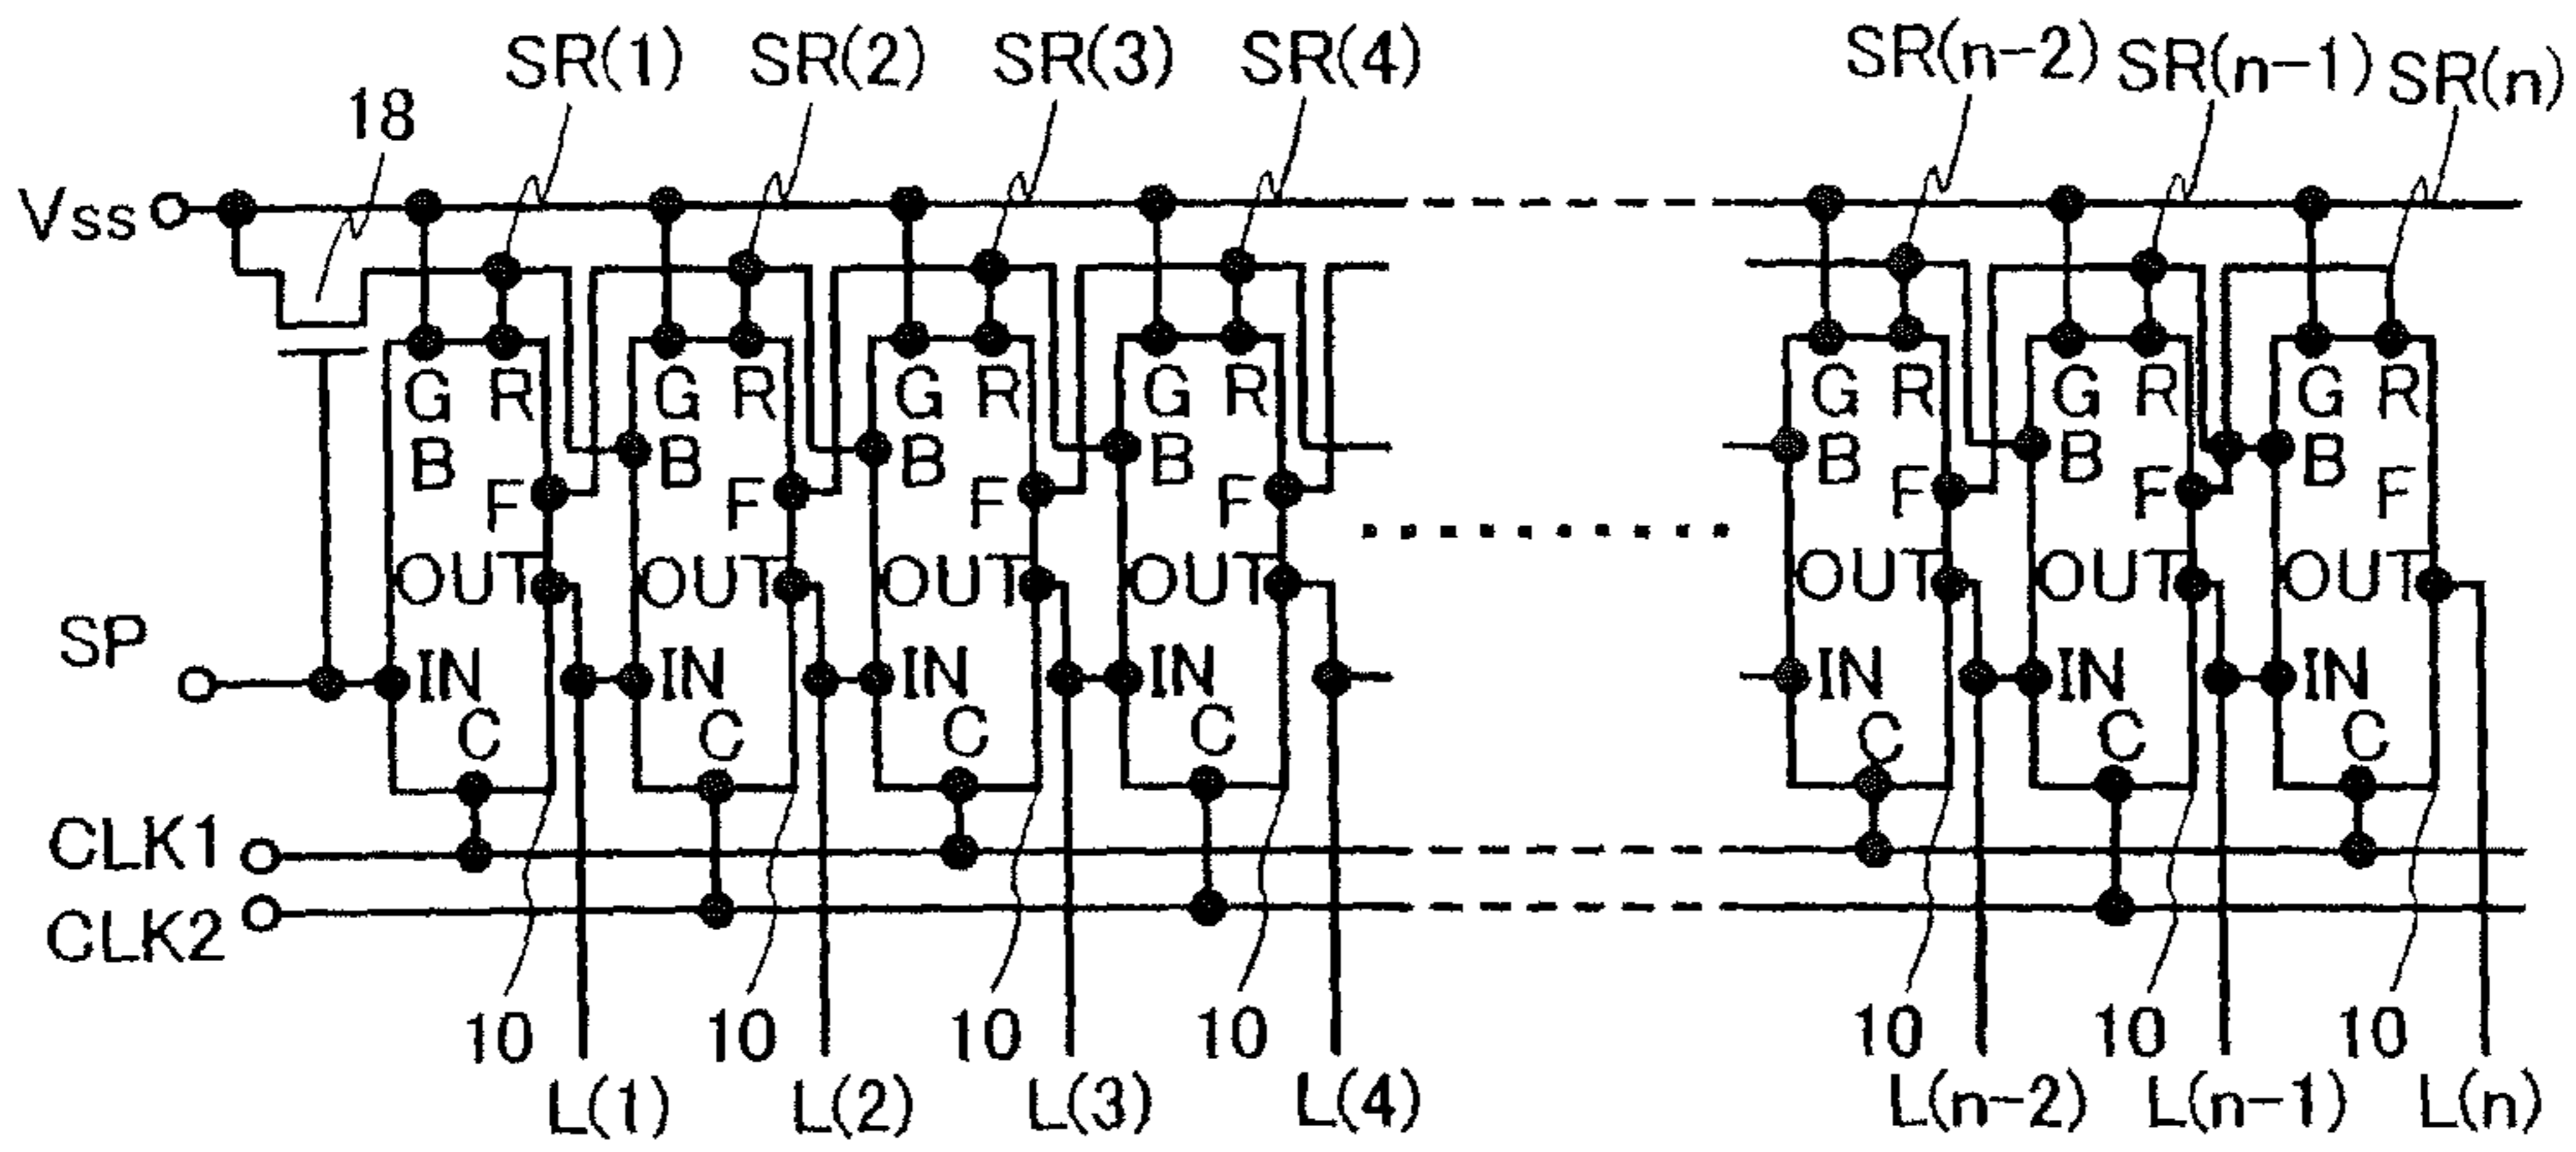 SR(1) SR(2) SR(3) SR(4) SR(n-2) SR(n-1) SR(n)
18
Vss
G R G R G R G R G R G R G R
B B B B B B B
F F F F F F F
OUT OUT OUT OUT OUT OUT OUT
SP
IN IN IN IN IN IN IN
C C C C C C C
CLK1
CLK2
10 10 10 10 10 10 10
L(1) L(2) L(3) L(4) L(n-2) L(n-1) L(n)